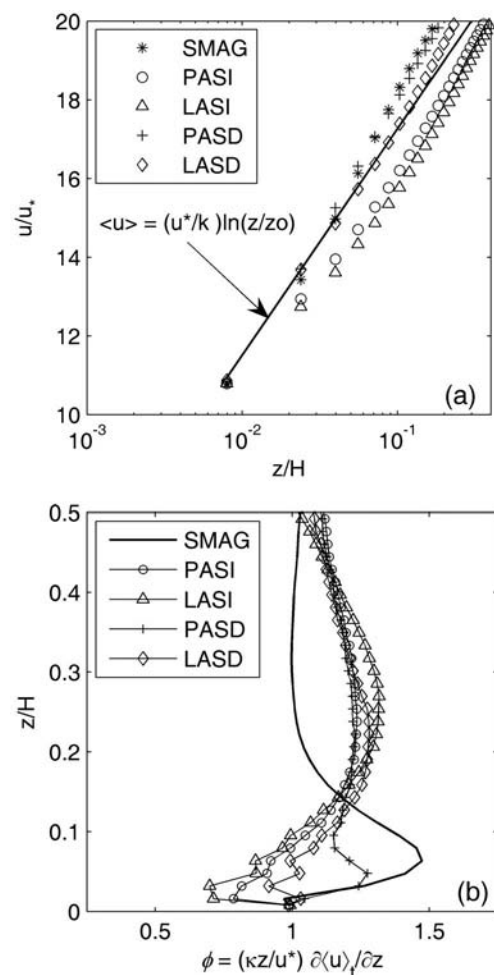 20
18
16
14
12
10
u/u*
SMAG
PASI
LASI
PASD
LASD
<u> = (u*/k )ln(z/zo)
(a)
10⁻³
10⁻²
10⁻¹
z/H
0.5
0.4
0.3
0.2
0.1
0
z/H
SMAG
PASI
LASI
PASD
LASD
(b)
0.5
1
1.5
ϕ = (κz/u*) ∂⟨u⟩t/∂z